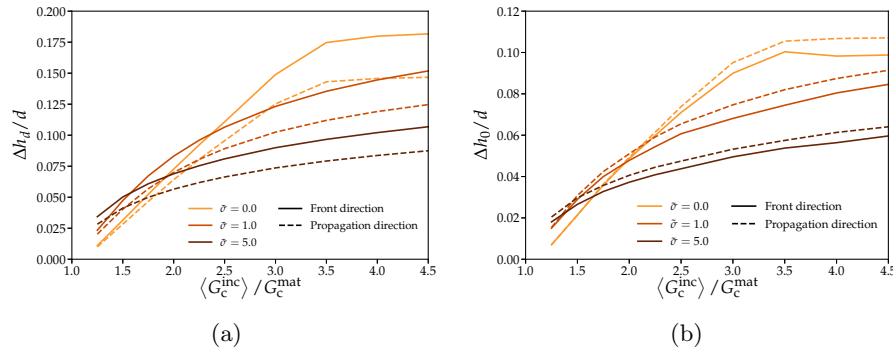 0.200
0.175
0.150
0.125
0.100
0.075
0.050
0.025
0.000
Δh_d / d
1.0 1.5 2.0 2.5 3.0 3.5 4.0 4.5
⟨G_c^inc⟩ / G_c^mat
σ̃ = 0.0 Front direction
σ̃ = 1.0 Propagation direction
σ̃ = 5.0
(a)
0.12
0.10
0.08
0.06
0.04
0.02
0.00
Δh_0 / d
1.0 1.5 2.0 2.5 3.0 3.5 4.0 4.5
⟨G_c^inc⟩ / G_c^mat
σ̃ = 0.0 Front direction
σ̃ = 1.0 Propagation direction
σ̃ = 5.0
(b)